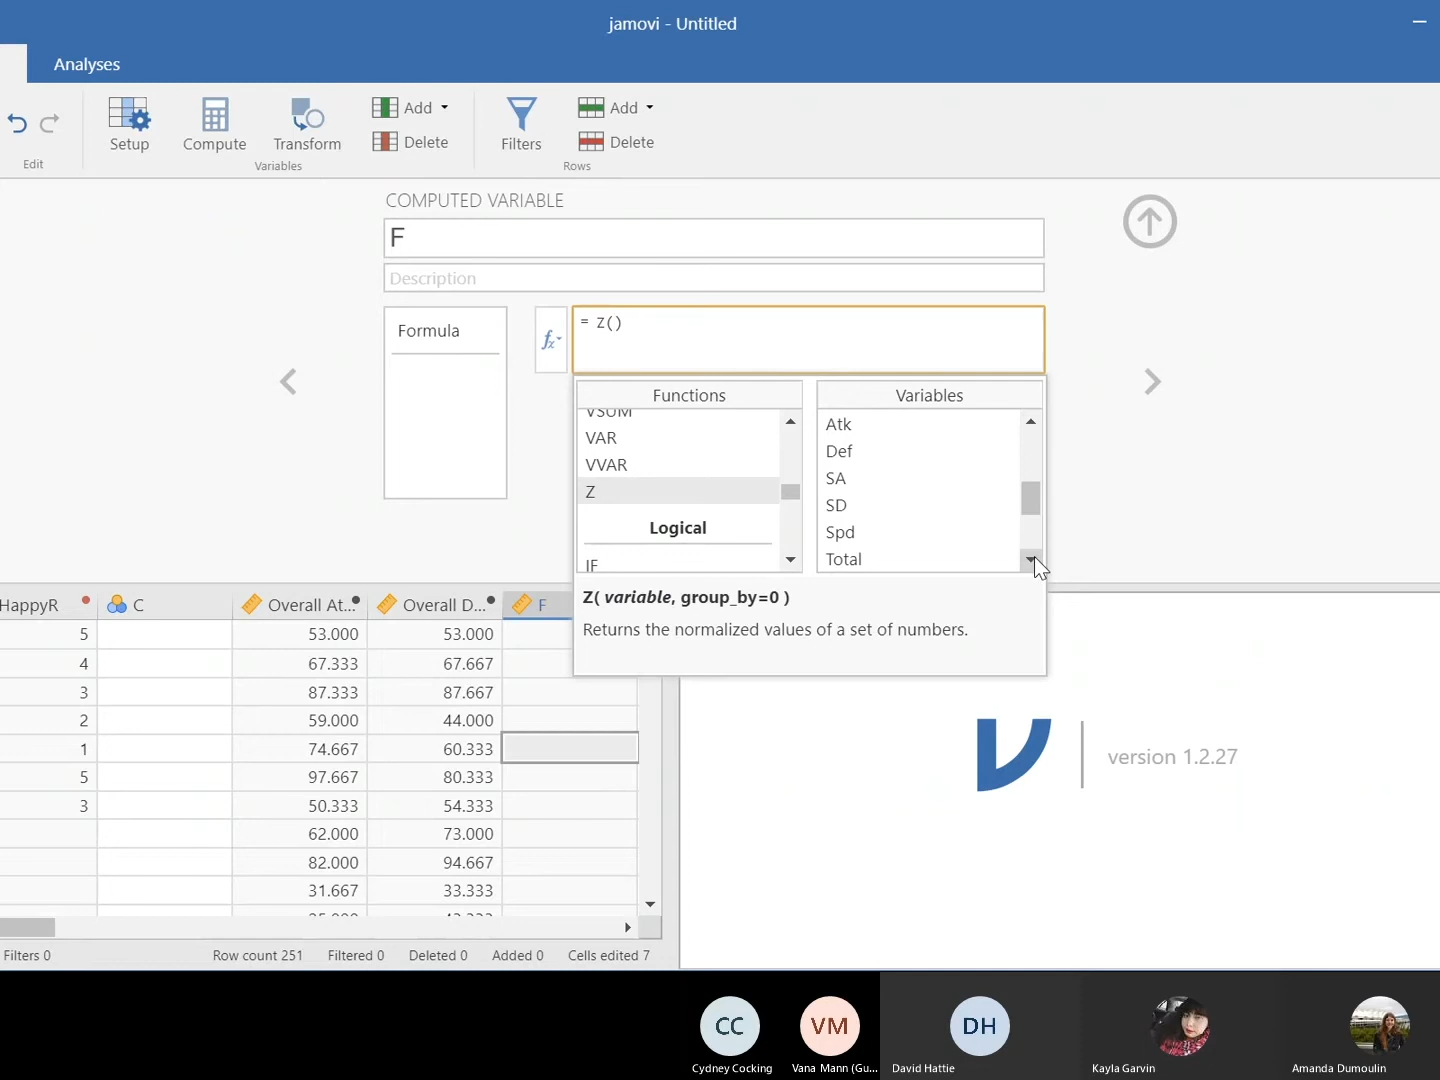 jamovi - Untitled
Analyses
Setup
Compute
Transform
Add
Delete
Filters
Add
Delete
Edit
Variables
Rows
COMPUTED VARIABLE
F
Description
Formula
fx
= Z()
Functions
VSUM
VAR
VVAR
Z
Logical
IF
Variables
Atk
Def
SA
SD
Spd
Total
Z( variable, group_by=0 )
Returns the normalized values of a set of numbers.
HappyR C Overall At... Overall D... F
5 53.000 53.000
4 67.333 67.667
3 87.333 87.667
2 59.000 44.000
1 74.667 60.333
5 97.667 80.333
3 50.333 54.333
62.000 73.000
82.000 94.667
31.667 33.333
version 1.2.27
Filters 0 Row count 251 Filtered 0 Deleted 0 Added 0 Cells edited 7
CC
VM
DH
Cydney Cocking
Vana Mann (Gu...
David Hattie
Kayla Garvin
Amanda Dumoulin